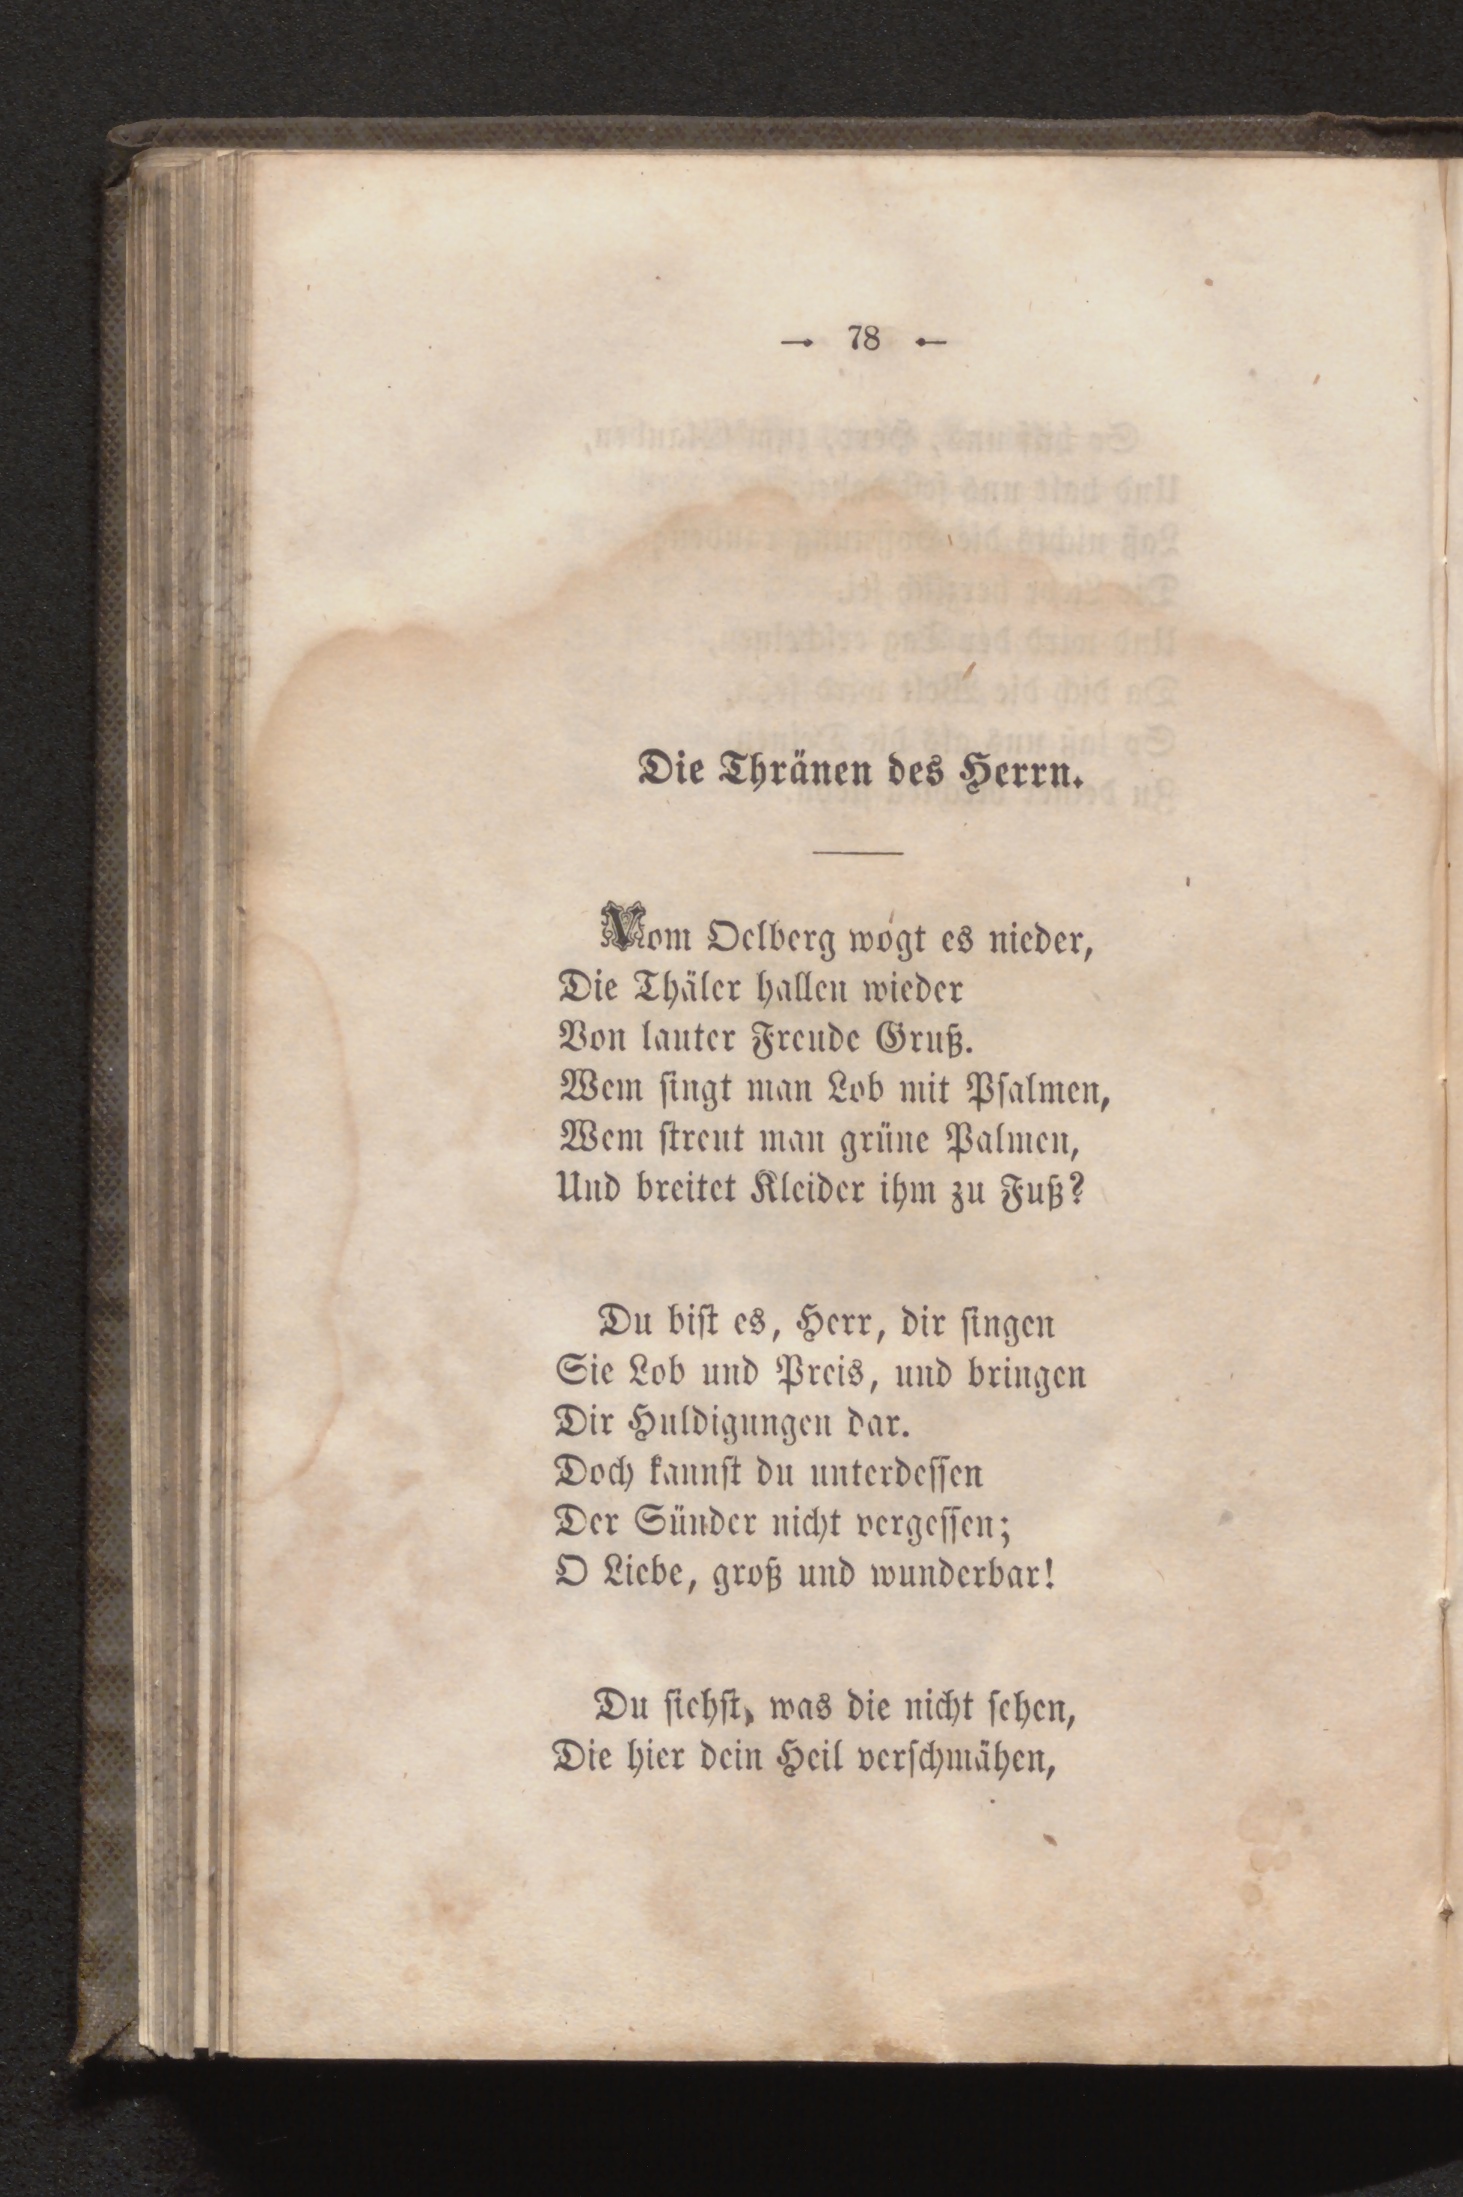 78
Die Thränen des Herrn.
Vom Oelberg wogt es nieder,
Die Thäler hallen wieder
Von lauter Freude Gruß.
Wem singt man Lob mit Psalmen,
Wem streut man grüne Palmen,
Und breitet Kleider ihm zu Fuß?
Du bist es, Herr, dir singen
Sie Lob und Preis, und bringen
Dir Huldigungen dar.
Doch kannst du unterdessen
Der Sünder nicht vergessen;
O Liebe, groß und wunderbar!
Du siehst, was die nicht sehen,
Die hier dein Heil verschmähen,